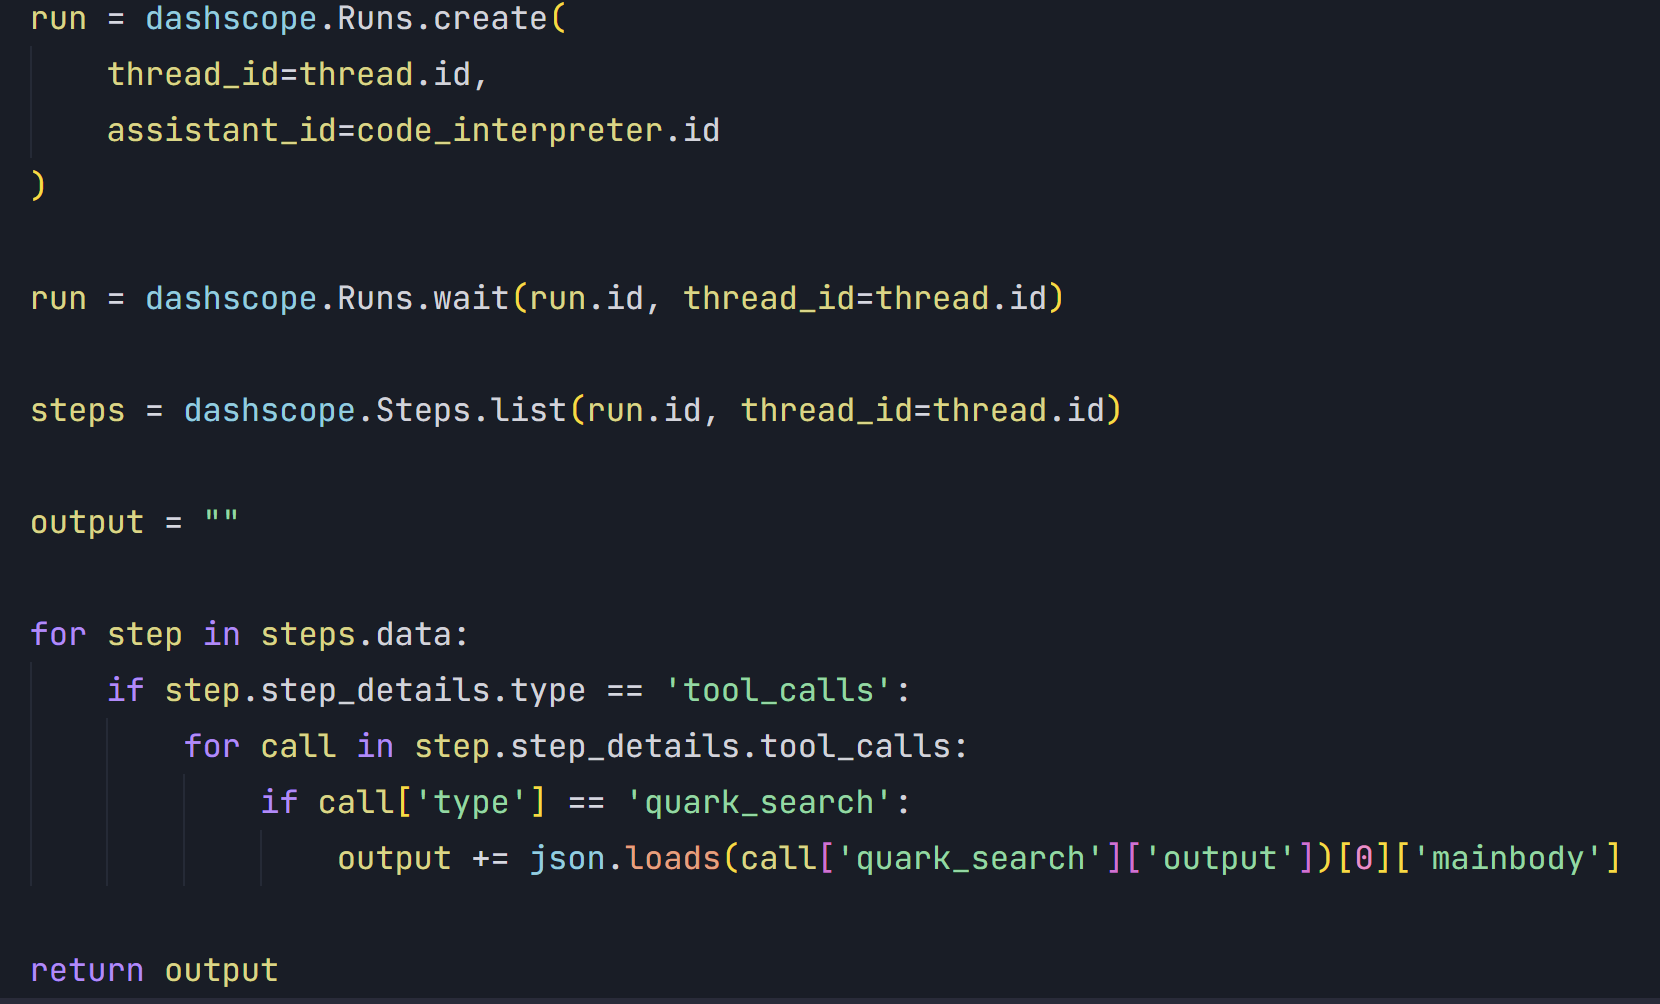 run = dashscope.Runs.create(
    thread_id=thread.id,
    assistant_id=code_interpreter.id
)
run = dashscope.Runs.wait(run.id, thread_id=thread.id)
steps = dashscope.Steps.list(run.id, thread_id=thread.id)
output = ""
for step in steps.data:
    if step.step_details.type == 'tool_calls':
        for call in step.step_details.tool_calls:
            if call['type'] == 'quark_search':
                output += json.loads(call['quark_search']['output'])[0]['mainbody']
return output